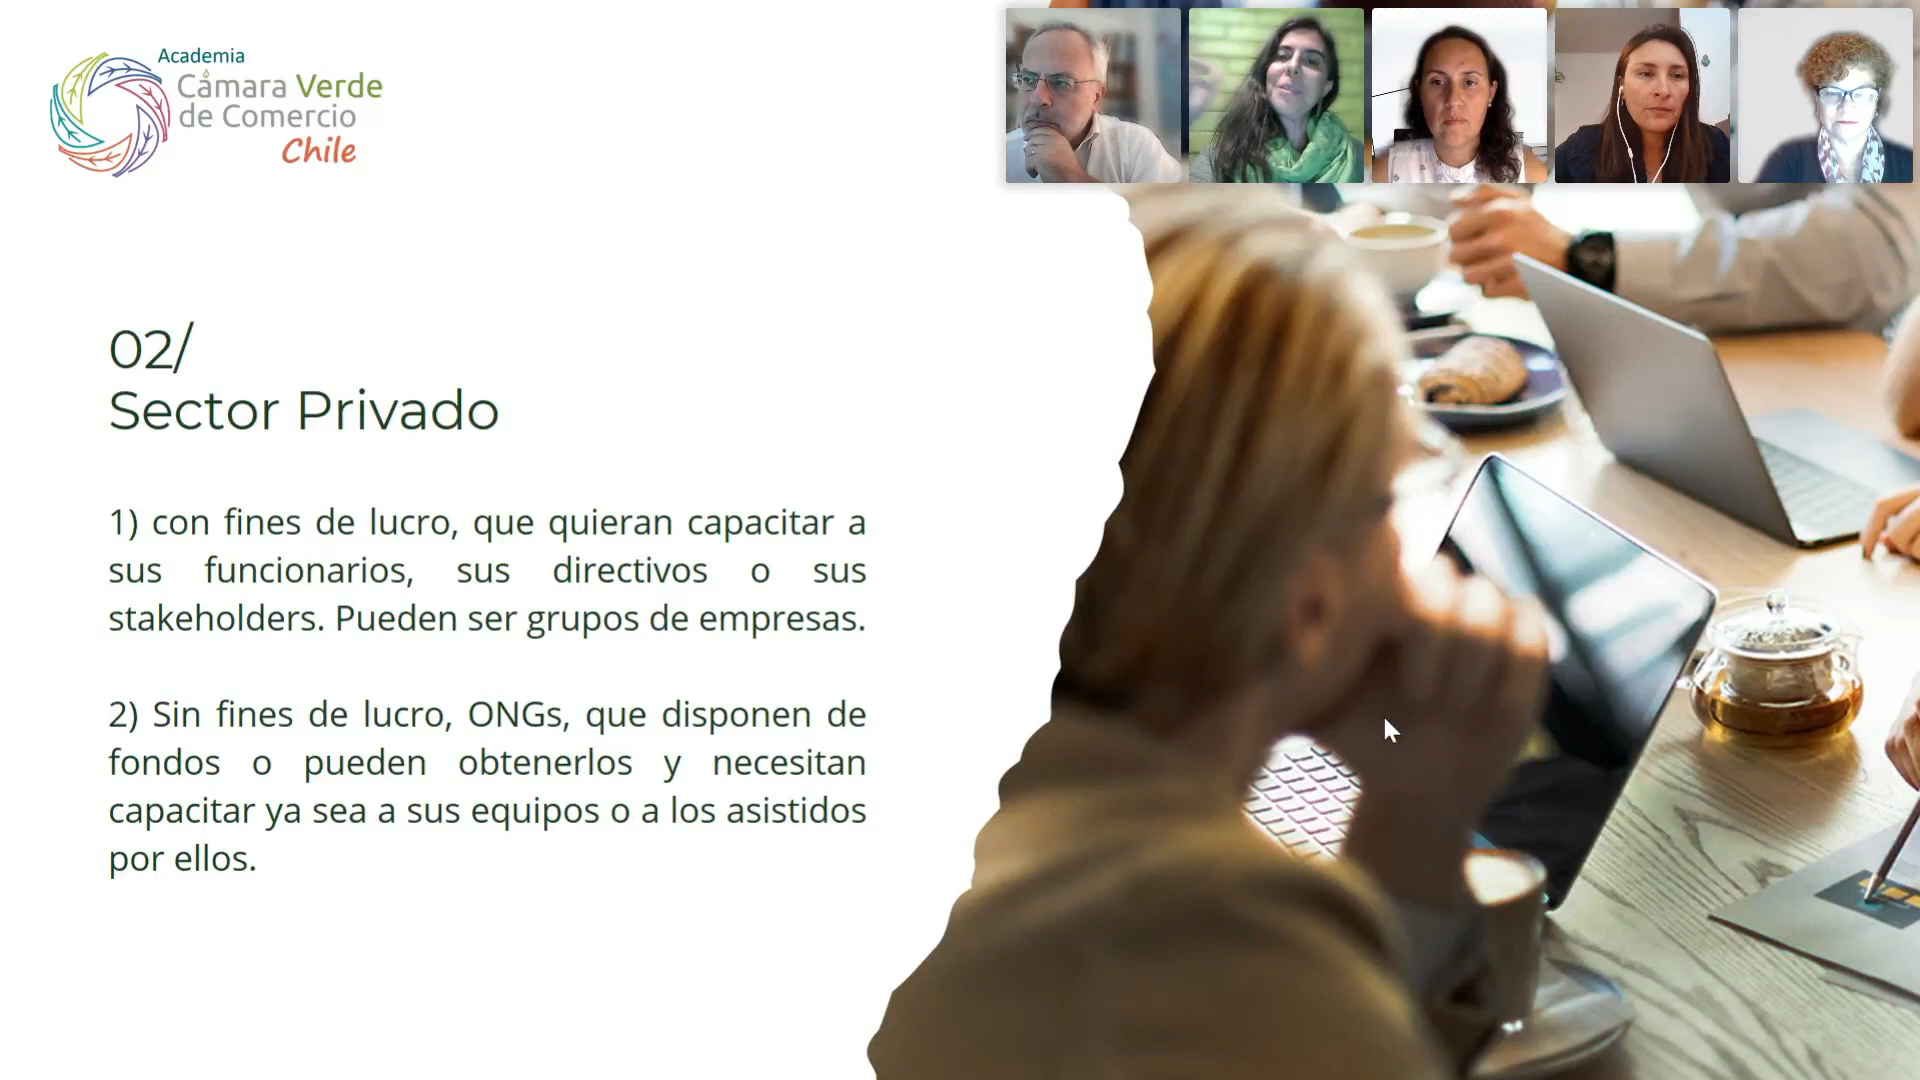 Academia
Cámara Verde
de Comercio
Chile
02/
Sector Privado
1) con fines de lucro, que quieran capacitar a
sus funcionarios, sus directivos o sus
stakeholders. Pueden ser grupos de empresas.
2) Sin fines de lucro, ONGs, que disponen de
fondos o pueden obtenerlos y necesitan
capacitar ya sea a sus equipos o a los asistidos
por ellos.